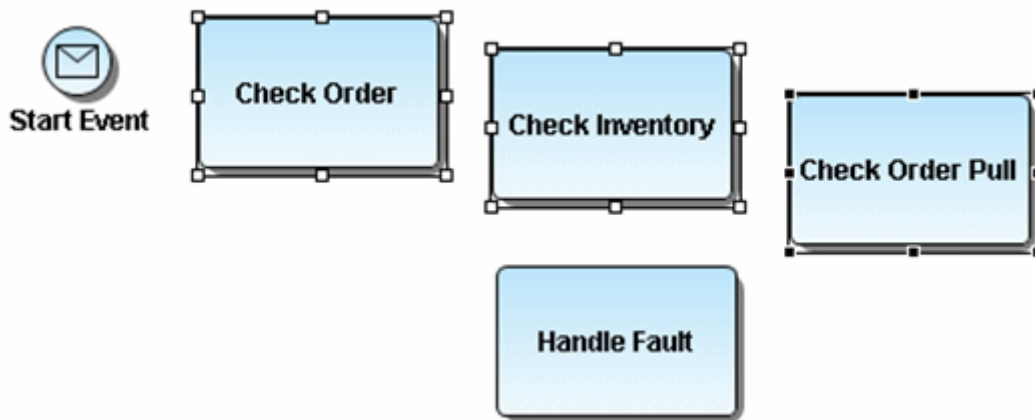 Start Event
Check Order
Check Inventory
Check Order Pull
Handle Fault